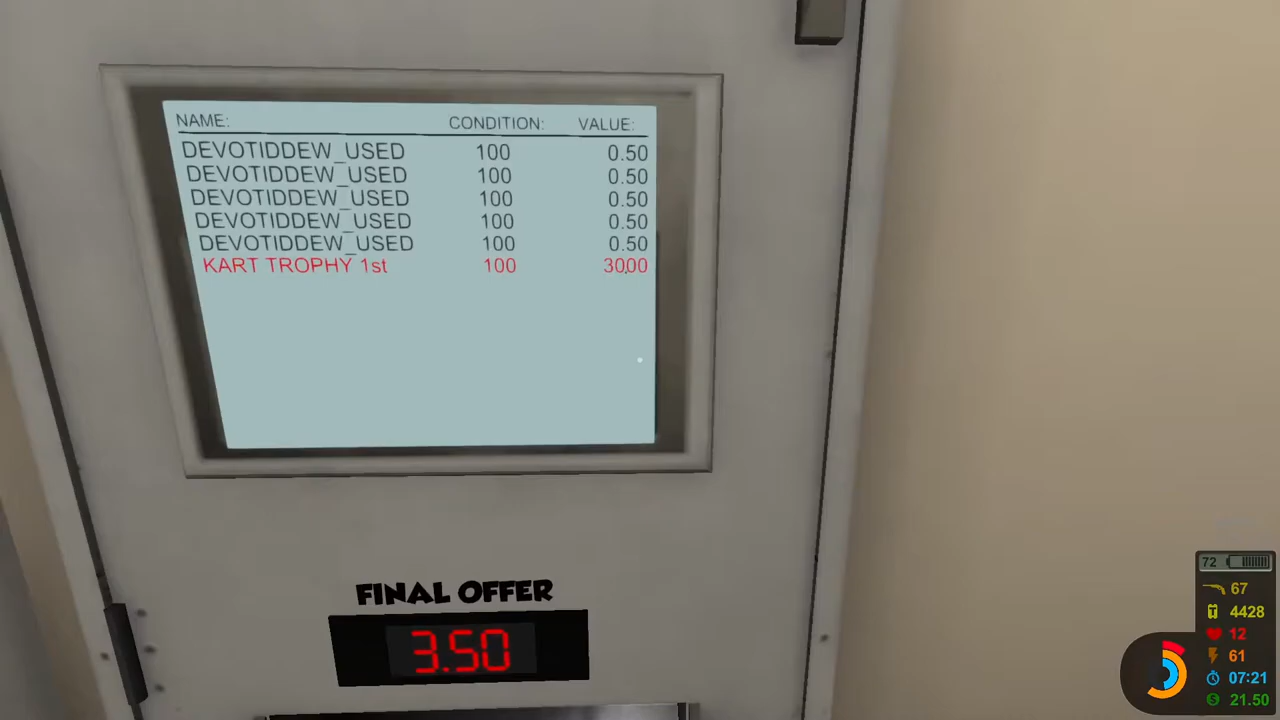 NAME: CONDITION: VALUE:
DEVOTIDDEW_USED 100 0.50
DEVOTIDDEW_USED 100 0.50
DEVOTIDDEW_USED 100 0.50
DEVOTIDDEW_USED 100 0.50
DEVOTIDDEW_USED 100 0.50
KART TROPHY 1st 100 30,00
FINAL OFFER
3.50
72
67
4428
12
61
07:21
21.50